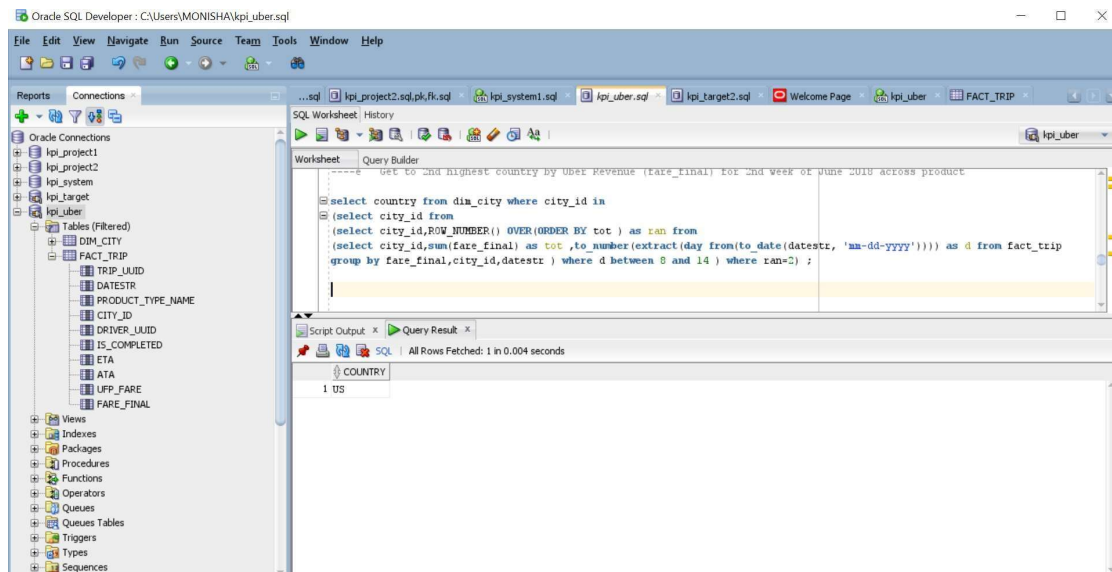 Oracle SQL Developer : C:\Users\MONISHA\kpi_uber.sql
File Edit View Navigate Run Source Team Tools Window Help
Reports Connections
...sql kpi_project2.sql,pk,fk.sql kpi_system1.sql kpi_uber.sql kpi_target2.sql Welcome Page kpi_uber FACT_TRIP
SQL Worksheet History
kpi_uber
Worksheet Query Builder
----e Get to 2nd highest country by Uber Revenue (fare_final) for 2nd week of June 2018 across product
select country from dim_city where city_id in
(select city_id from
(select city_id,ROW_NUMBER() OVER(ORDER BY tot ) as ran from
(select city_id,sum(fare_final) as tot ,to_number(extract(day from(to_date(datestr, 'mm-dd-yyyy')))) as d from fact_trip
group by fare_final,city_id,datestr ) where d between 8 and 14 ) where ran=2) ;
Script Output Query Result
SQL | All Rows Fetched: 1 in 0.004 seconds
COUNTRY
1 US
Oracle Connections
kpi_project1
kpi_project2
kpi_system
kpi_target
kpi_uber
Tables (Filtered)
DIM_CITY
FACT_TRIP
TRIP_UUID
DATESTR
PRODUCT_TYPE_NAME
CITY_ID
DRIVER_UUID
IS_COMPLETED
ETA
ATA
UFP_FARE
FARE_FINAL
Views
Indexes
Packages
Procedures
Functions
Operators
Queues
Queues Tables
Triggers
Types
Sequences